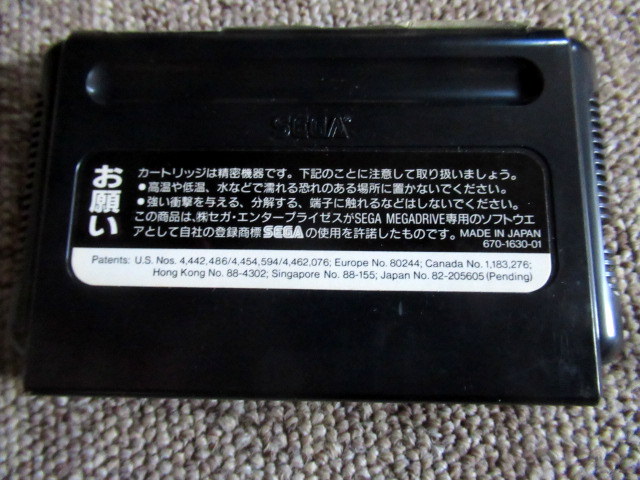 SEGA
お願い
カートリッジは精密機器です。下記のことに注意して取り扱いましょう。
●高温や低温、水などで濡れる恐れのある場所に置かないでください。
●強い衝撃を与える、分解する、端子に触れるなどはしないでください。
この商品は、㈱セガ・エンタープライゼスがSEGA MEGADRIVE専用のソフトウエ
アとして自社の登録商標SEGAの使用を許諾したものです。MADE IN JAPAN
670-1630-01
Patents: U.S. Nos. 4,442,486/4,454,594/4,462,076; Europe No. 80244; Canada No. 1,183,276;
Hong Kong No. 88-4302; Singapore No. 88-155; Japan No. 82-205605 (Pending)